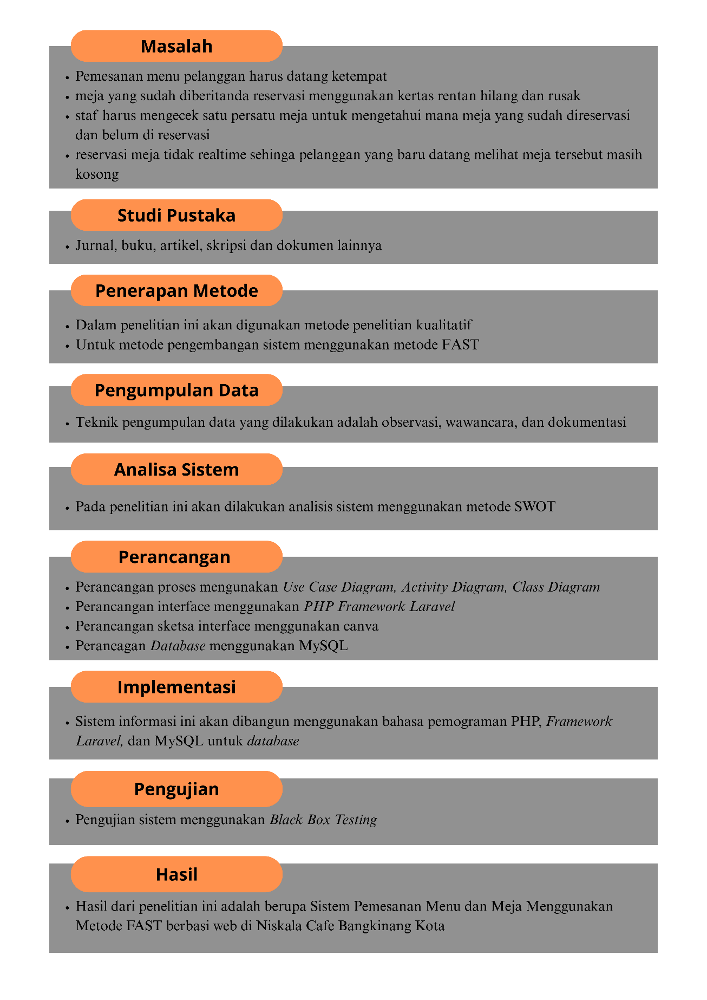 Masalah
• Pemesanan menu pelanggan harus datang ketempat
• meja yang sudah diberitanda reservasi menggunakan kertas rentan hilang dan rusak
• staf harus mengecek satu persatu meja untuk mengetahui mana meja yang sudah direservasi
dan belum di reservasi
• reservasi meja tidak realtime sehinga pelanggan yang baru datang melihat meja tersebut masih
kosong
Studi Pustaka
• Jurnal, buku, artikel, skripsi dan dokumen lainnya
Penerapan Metode
• Dalam penelitian ini akan digunakan metode penelitian kualitatif
• Untuk metode pengembangan sistem menggunakan metode FAST
Pengumpulan Data
• Teknik pengumpulan data yang dilakukan adalah observasi, wawancara, dan dokumentasi
Analisa Sistem
• Pada penelitian ini akan dilakukan analisis sistem menggunakan metode SWOT
Perancangan
• Perancangan proses mengunakan Use Case Diagram, Activity Diagram, Class Diagram
• Perancangan interface menggunakan PHP Framework Laravel
• Perancangan sketsa interface menggunakan canva
• Perancagan Database menggunakan MySQL
Implementasi
• Sistem informasi ini akan dibangun menggunakan bahasa pemograman PHP, Framework
Laravel, dan MySQL untuk database
Pengujian
• Pengujian sistem menggunakan Black Box Testing
Hasil
• Hasil dari penelitian ini adalah berupa Sistem Pemesanan Menu dan Meja Menggunakan
Metode FAST berbasi web di Niskala Cafe Bangkinang Kota